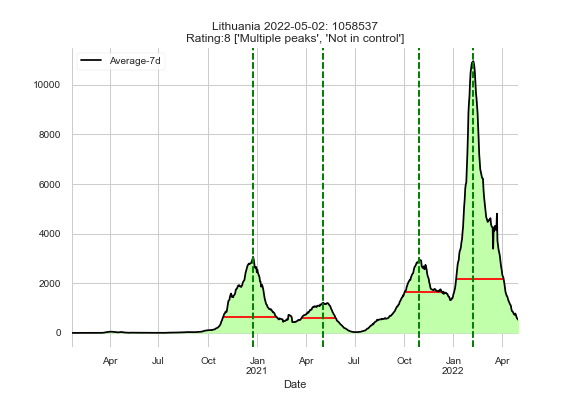 Lithuania 2022-05-02: 1058537
Rating:8 ['Multiple peaks', 'Not in control']
Average-7d
10000
8000
6000
4000
2000
0
Apr Jul Oct Jan Apr Jul Oct Jan Apr
2021 2022
Date